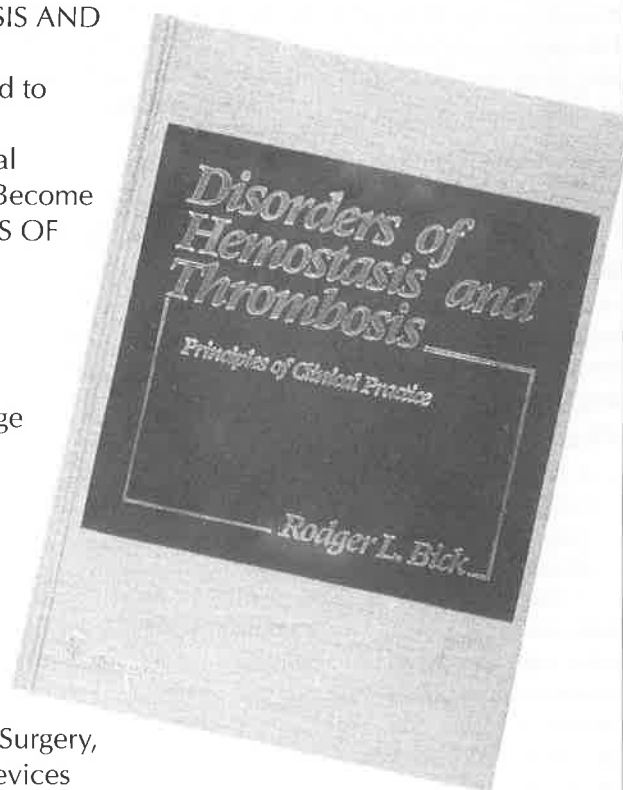 SIS AND
d to
al
Become
S OF
ge
Surgery,
evices
Disorders of
Hemostasis and
Thrombosis
Principles of Clinical Practice
Rodger L. Bick